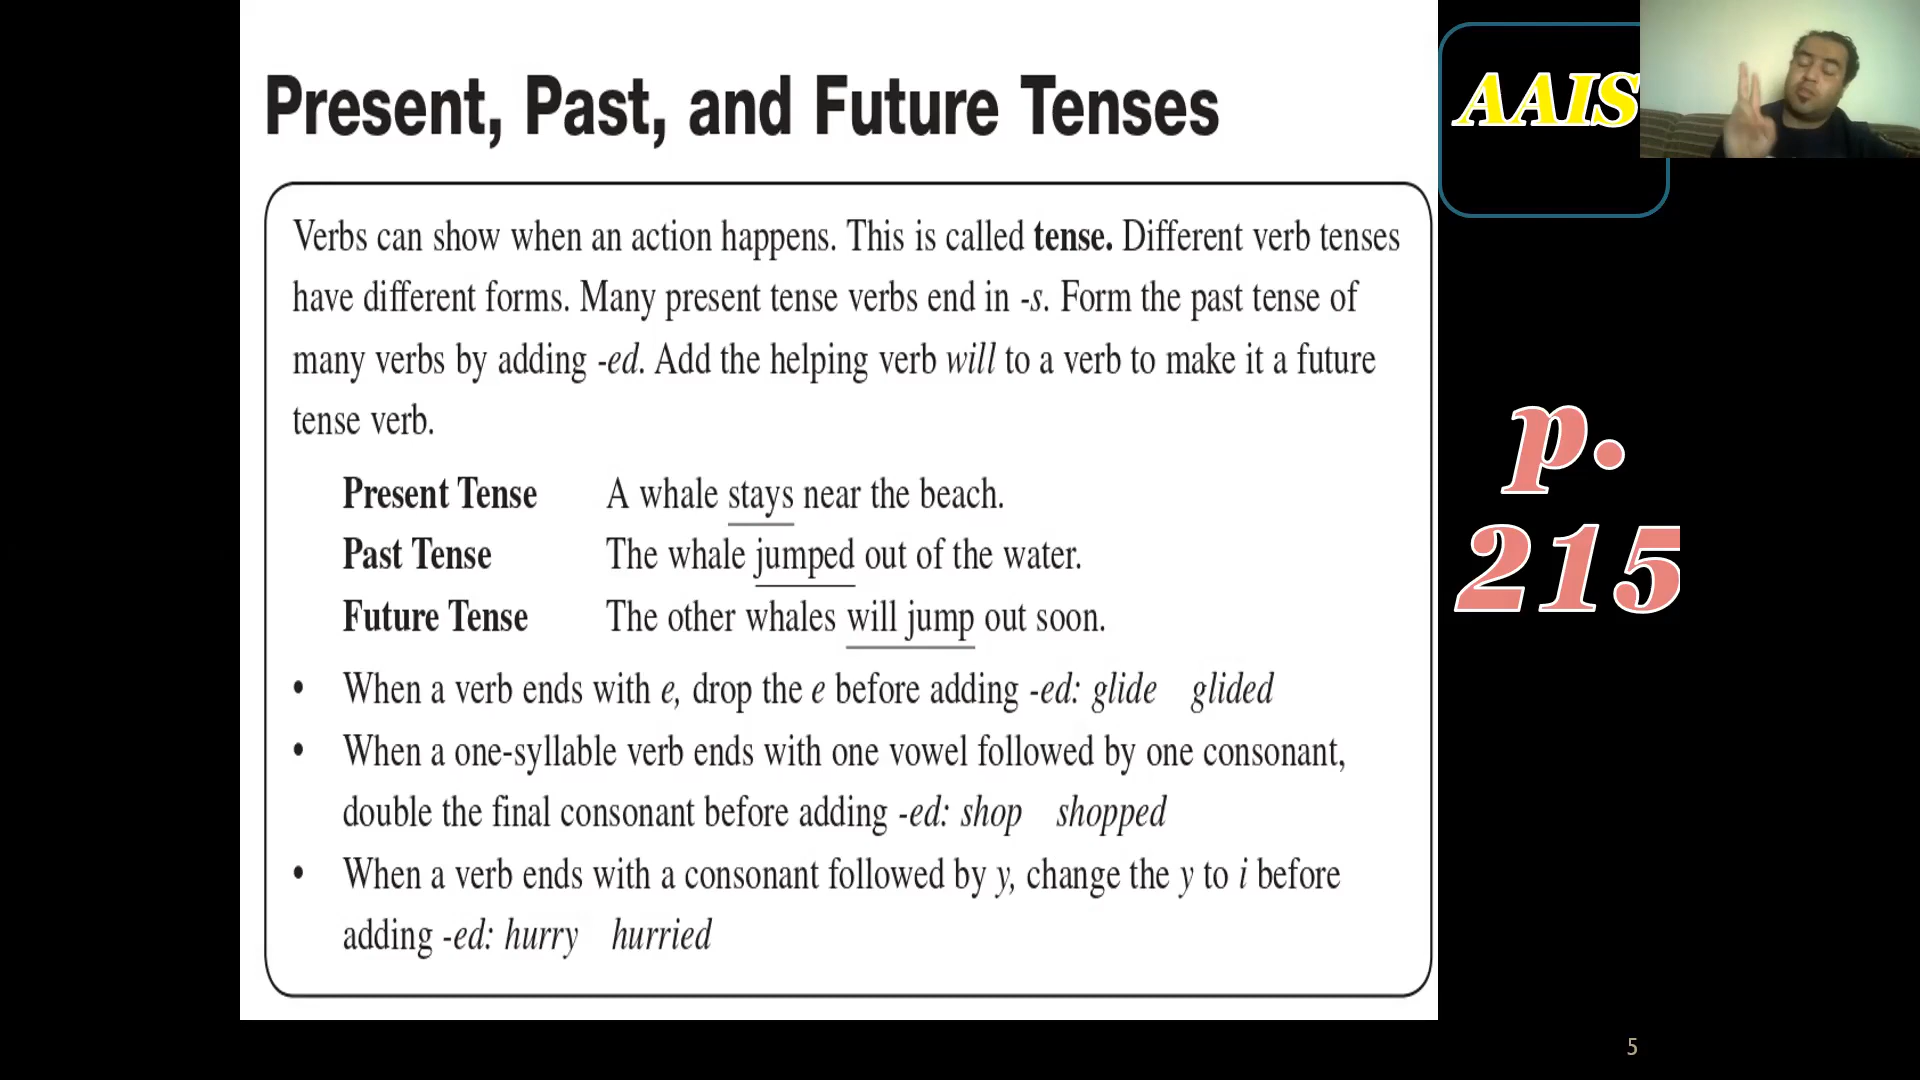 Present, Past, and Future Tenses
Verbs can show when an action happens. This is called tense. Different verb tenses
have different forms. Many present tense verbs end in -s. Form the past tense of
many verbs by adding -ed. Add the helping verb will to a verb to make it a future
tense verb.
Present Tense A whale stays near the beach.
Past Tense The whale jumped out of the water.
Future Tense The other whales will jump out soon.
• When a verb ends with e, drop the e before adding -ed: glide glided
• When a one-syllable verb ends with one vowel followed by one consonant,
double the final consonant before adding -ed: shop shopped
• When a verb ends with a consonant followed by y, change the y to i before
adding -ed: hurry hurried
AAIS
p.
215
5